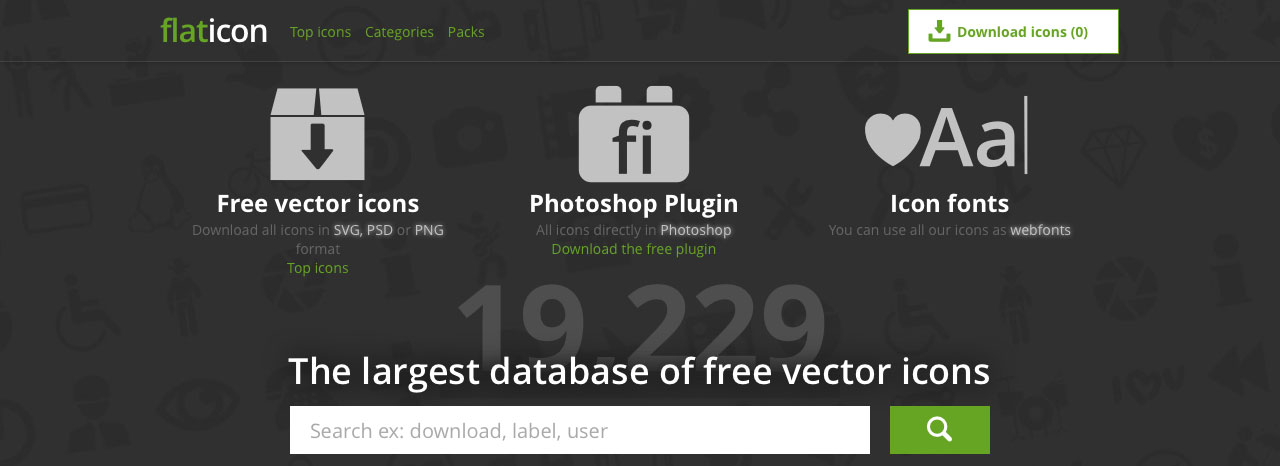 flaticon Top icons Categories Packs Download icons (0)
fi Aa
Free vector icons
Download all icons in SVG, PSD or PNG
format
Top icons
Photoshop Plugin
All icons directly in Photoshop
Download the free plugin
Icon fonts
You can use all our icons as webfonts
19,229
The largest database of free vector icons
Search ex: download, label, user